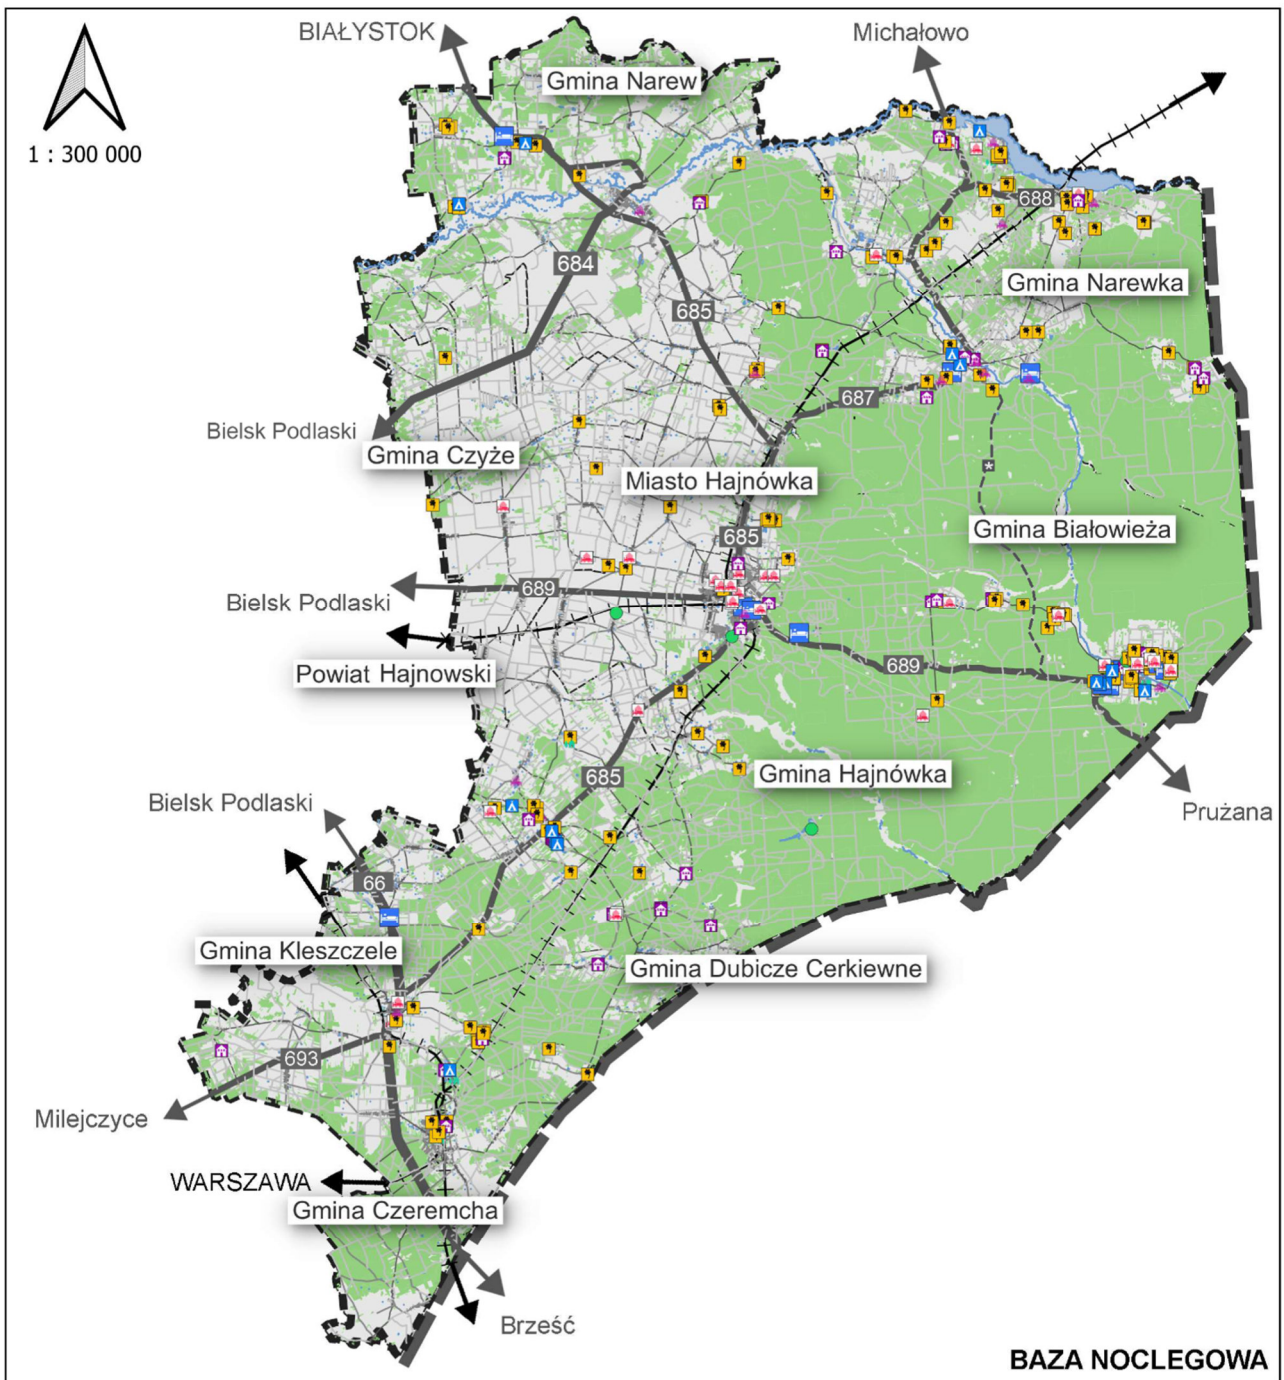 BIAŁYSTOK
Michałowo
Gmina Narew
1 : 300 000
688
684
Gmina Narewka
685
687
Bielsk Podlaski
Gmina Czyże
Miasto Hajnówka
*
Gmina Białowieża
685
689
Bielsk Podlaski
689
Powiat Hajnowski
Gmina Hajnówka
685
Bielsk Podlaski
Prużana
66
Gmina Kleszczele
Gmina Dubicze Cerkiewne
693
Milejczyce
WARSZAWA
Gmina Czeremcha
Brześć
BAZA NOCLEGOWA